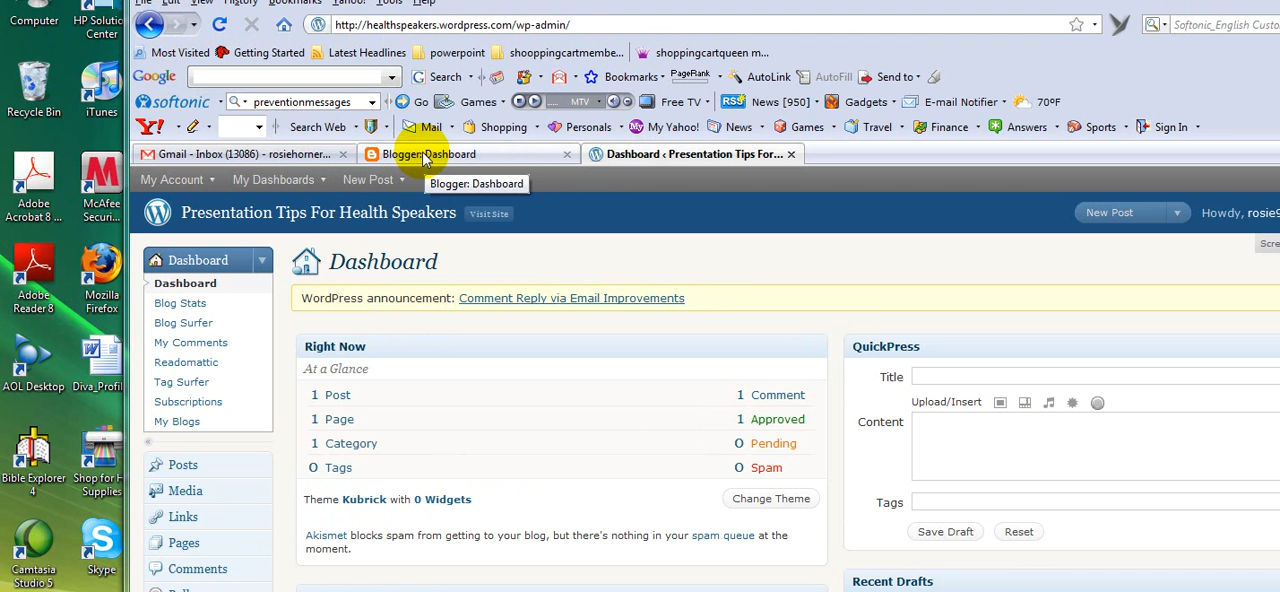 Computer
HP Solution
Center
Recycle Bin
iTunes
Adobe
Acrobat 8 ...
McAfee
Securi...
Adobe
Reader 8
Mozilla
Firefox
AOL Desktop
Diva_Profil
Bible Explorer
4
Shop for H
Supplies
Camtasia
Studio 5
Skype
http://healthspeakers.wordpress.com/wp-admin/
Softonic_English Custo
Most Visited Getting Started Latest Headlines powerpoint shooppingcartmembe... shoppingcartqueen m...
Google Search Bookmarks PageRank AutoLink AutoFill Send to
softonic preventionmessages Go Games MTV Free TV RSS News [950] Gadgets E-mail Notifier 70°F
Y! Search Web Mail Shopping Personals My Yahoo! News Games Travel Finance Answers Sports Sign In
Gmail - Inbox (13086) - rosiehorner... Blogger: Dashboard Dashboard ‹ Presentation Tips For...
My Account My Dashboards New Post
Blogger: Dashboard
Presentation Tips For Health Speakers Visit Site New Post Howdy, rosie9
Scre
Dashboard
Dashboard
Blog Stats
Blog Surfer
My Comments
Readomattic
Tag Surfer
Subscriptions
My Blogs
Posts
Media
Links
Pages
Comments
Dashboard
WordPress announcement: Comment Reply via Email Improvements
Right Now
At a Glance
1 Post 1 Comment
1 Page 1 Approved
1 Category 0 Pending
0 Tags 0 Spam
Theme Kubrick with 0 Widgets Change Theme
Akismet blocks spam from getting to your blog, but there's nothing in your spam queue at the
moment.
QuickPress
Title
Upload/Insert
Content
Tags
Save Draft Reset
Recent Drafts